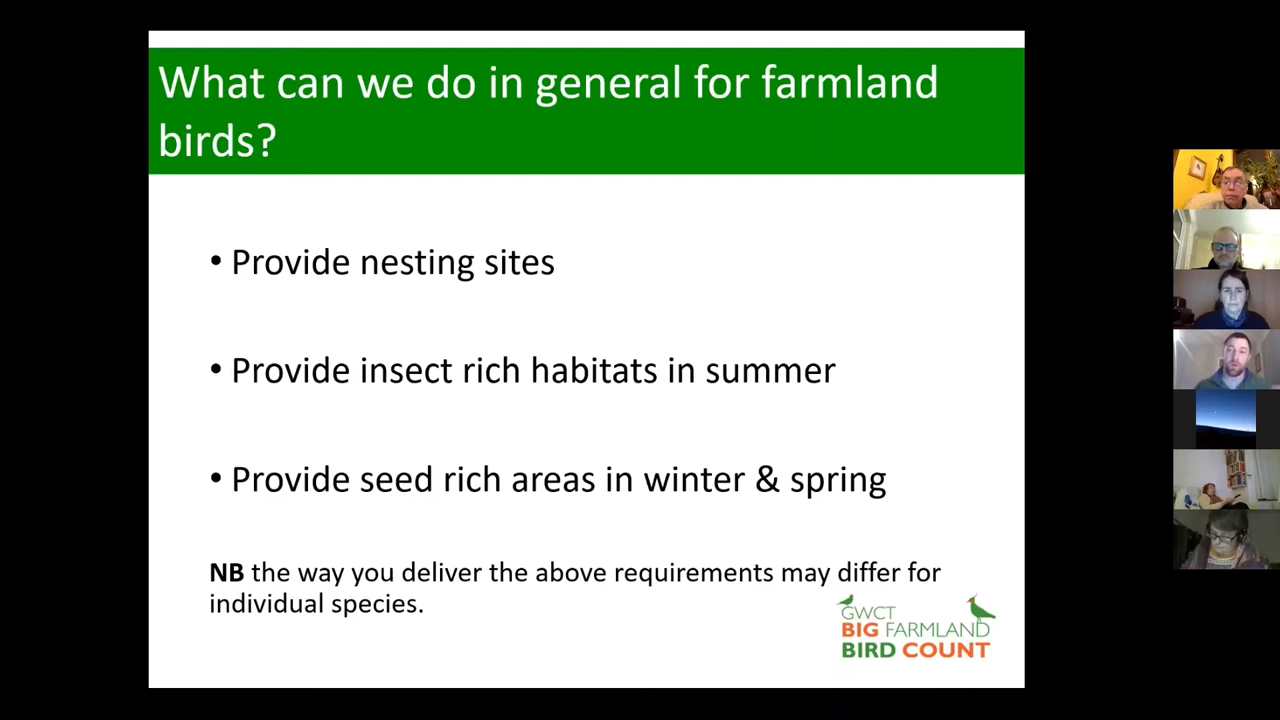 What can we do in general for farmland
birds?
• Provide nesting sites
• Provide insect rich habitats in summer
• Provide seed rich areas in winter & spring
NB the way you deliver the above requirements may differ for
individual species.
GWCT
BIG FARMLAND
BIRD COUNT